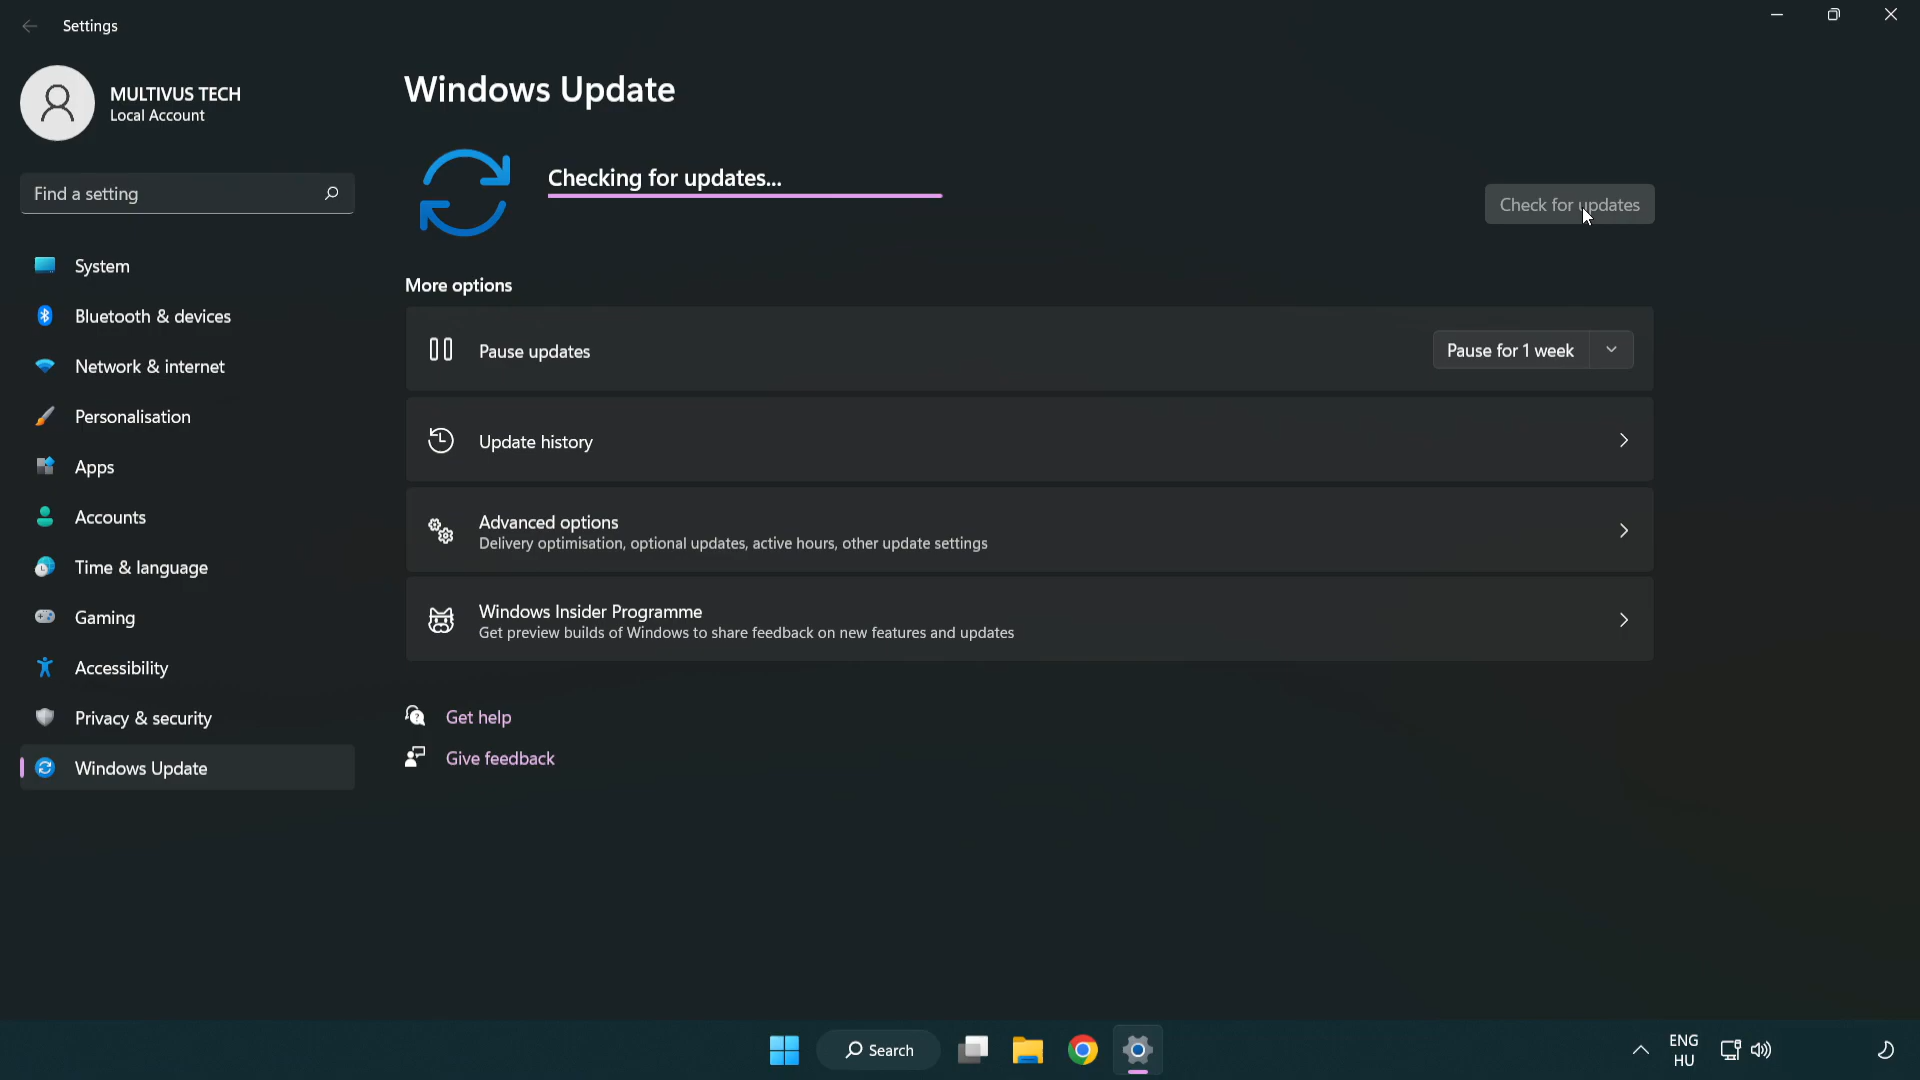 Settings
MULTIVUS TECH
Local Account
Find a setting
System
Bluetooth & devices
Network & internet
Personalisation
Apps
Accounts
Time & language
Gaming
Accessibility
Privacy & security
Windows Update
Windows Update
Checking for updates...
Check for updates
More options
Pause updates
Pause for 1 week
Update history
Advanced options
Delivery optimisation, optional updates, active hours, other update settings
Windows Insider Programme
Get preview builds of Windows to share feedback on new features and updates
Get help
Give feedback
Search
ENG
HU